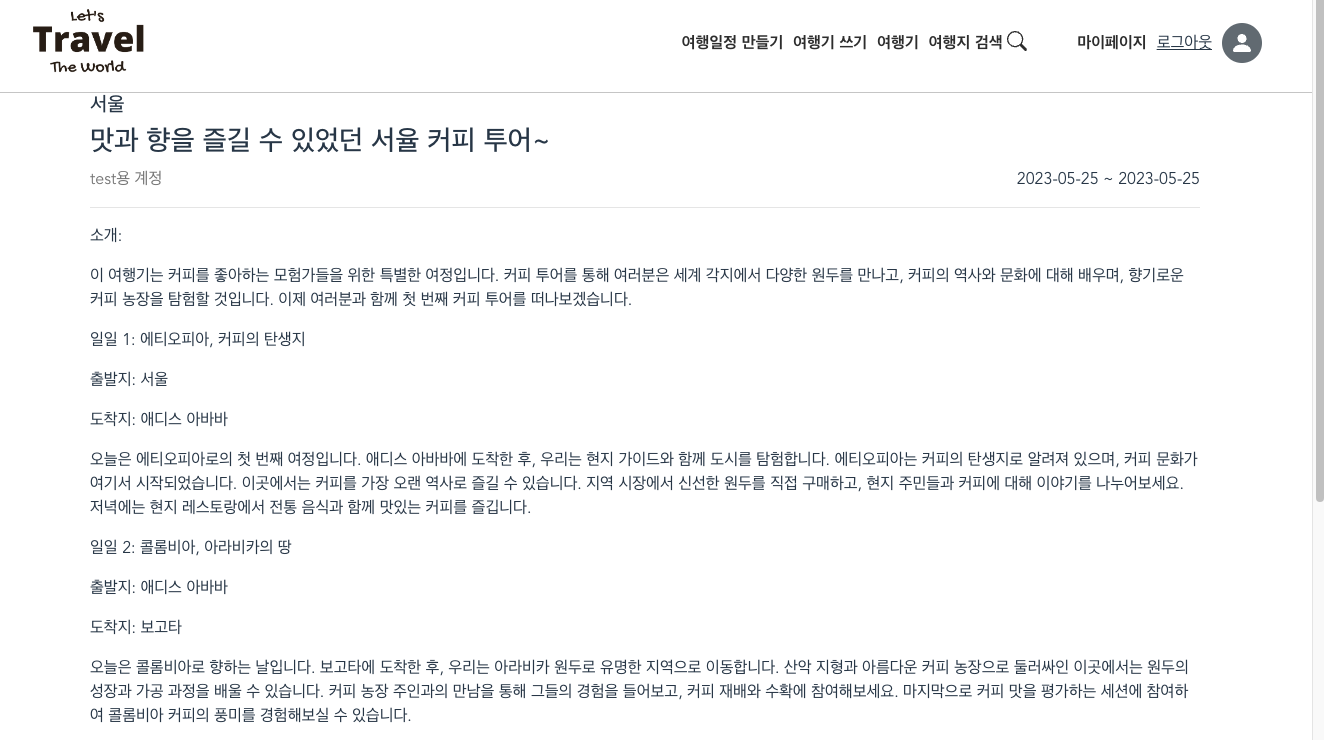 Let's
Travel
The World
여행일정 만들기 여행기 쓰기 여행기 여행지 검색 마이페이지 로그아웃
서울
맛과 향을 즐길 수 있었던 서율 커피 투어~
test용 계정 2023-05-25 ~ 2023-05-25
소개:
이 여행기는 커피를 좋아하는 모험가들을 위한 특별한 여정입니다. 커피 투어를 통해 여러분은 세계 각지에서 다양한 원두를 만나고, 커피의 역사와 문화에 대해 배우며, 향기로운
커피 농장을 탐험할 것입니다. 이제 여러분과 함께 첫 번째 커피 투어를 떠나보겠습니다.
일일 1: 에티오피아, 커피의 탄생지
출발지: 서울
도착지: 애디스 아바바
오늘은 에티오피아로의 첫 번째 여정입니다. 애디스 아바바에 도착한 후, 우리는 현지 가이드와 함께 도시를 탐험합니다. 에티오피아는 커피의 탄생지로 알려져 있으며, 커피 문화가
여기서 시작되었습니다. 이곳에서는 커피를 가장 오랜 역사로 즐길 수 있습니다. 지역 시장에서 신선한 원두를 직접 구매하고, 현지 주민들과 커피에 대해 이야기를 나누어보세요.
저녁에는 현지 레스토랑에서 전통 음식과 함께 맛있는 커피를 즐깁니다.
일일 2: 콜롬비아, 아라비카의 땅
출발지: 애디스 아바바
도착지: 보고타
오늘은 콜롬비아로 향하는 날입니다. 보고타에 도착한 후, 우리는 아라비카 원두로 유명한 지역으로 이동합니다. 산악 지형과 아름다운 커피 농장으로 둘러싸인 이곳에서는 원두의
성장과 가공 과정을 배울 수 있습니다. 커피 농장 주인과의 만남을 통해 그들의 경험을 들어보고, 커피 재배와 수확에 참여해보세요. 마지막으로 커피 맛을 평가하는 세션에 참여하
여 콜롬비아 커피의 풍미를 경험해보실 수 있습니다.